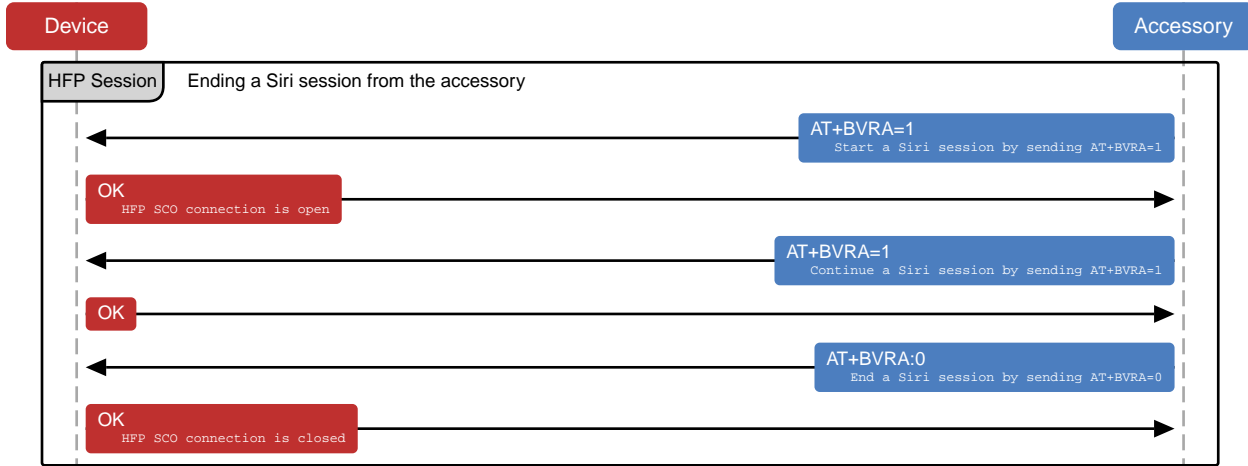 Device
Accessory
HFP Session
Ending a Siri session from the accessory
AT+BVRA=1
Start a Siri session by sending AT+BVRA=1
OK
HFP SCO connection is open
AT+BVRA=1
Continue a Siri session by sending AT+BVRA=1
OK
AT+BVRA:0
End a Siri session by sending AT+BVRA=0
OK
HFP SCO connection is closed